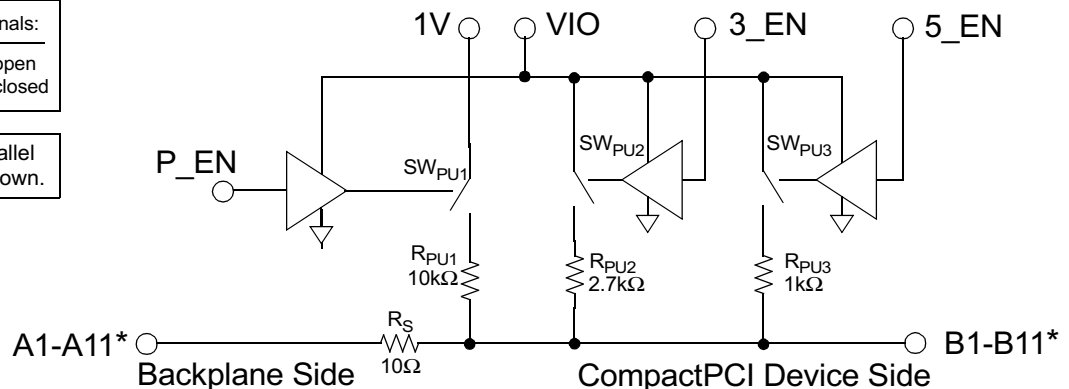 nals:
open
closed
allel
own.
1V VIO 3_EN 5_EN
P_EN
SWPU1 SWPU2 SWPU3
RPU1 RPU2 RPU3
10kΩ 2.7kΩ 1kΩ
RS
A1-A11* B1-B11*
10Ω
Backplane Side CompactPCI Device Side